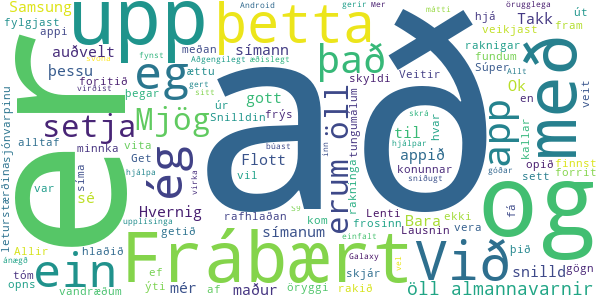 Samsung
upp
Android
þetta
gerir
Mer
mátti
örugglega
fylgjast
appi
hjá
Takk
út
fram
auðvelt
meðan
símann
það
raknigar
veikjast
þessu
eg
Aðgengilegt
æðislegt
fynst
skyldi
fundum
Súper
Allt
foritið
ættu
Veitir
Ok
veit
virðist
þegar
gert
sitt
gott
með
er
að
setja
Mjög
úr
frýs
öll
tungumálum
skrá
en
Snilldin
app
kallar
alltaf
vita
Flott
erum
til
hvar
hjálpar
minnka
Get
búast
inn
appið
sniðugt
opið
finnst
leturstærðinasjónvarpinu
síma
hjálpa
vil
ég
virka
rakninga
konunnar
sett
forrit
var
sé
Hvernig
upplisinga
símanum
Lenti
Bara
ekki
góðar
fá
og
Allir
hlaðið
getið
rafhlaðan
kom
frosinn
Lausnin
vera
þið
ánægð
tóm
ein
Frábært
Við
einfalt
59
ef
öryggi
Galaxy
skjár
vel
snilld
gögn
opns
vandræðum
ýti
mér
af
maður
rakið
öll almannavarnir